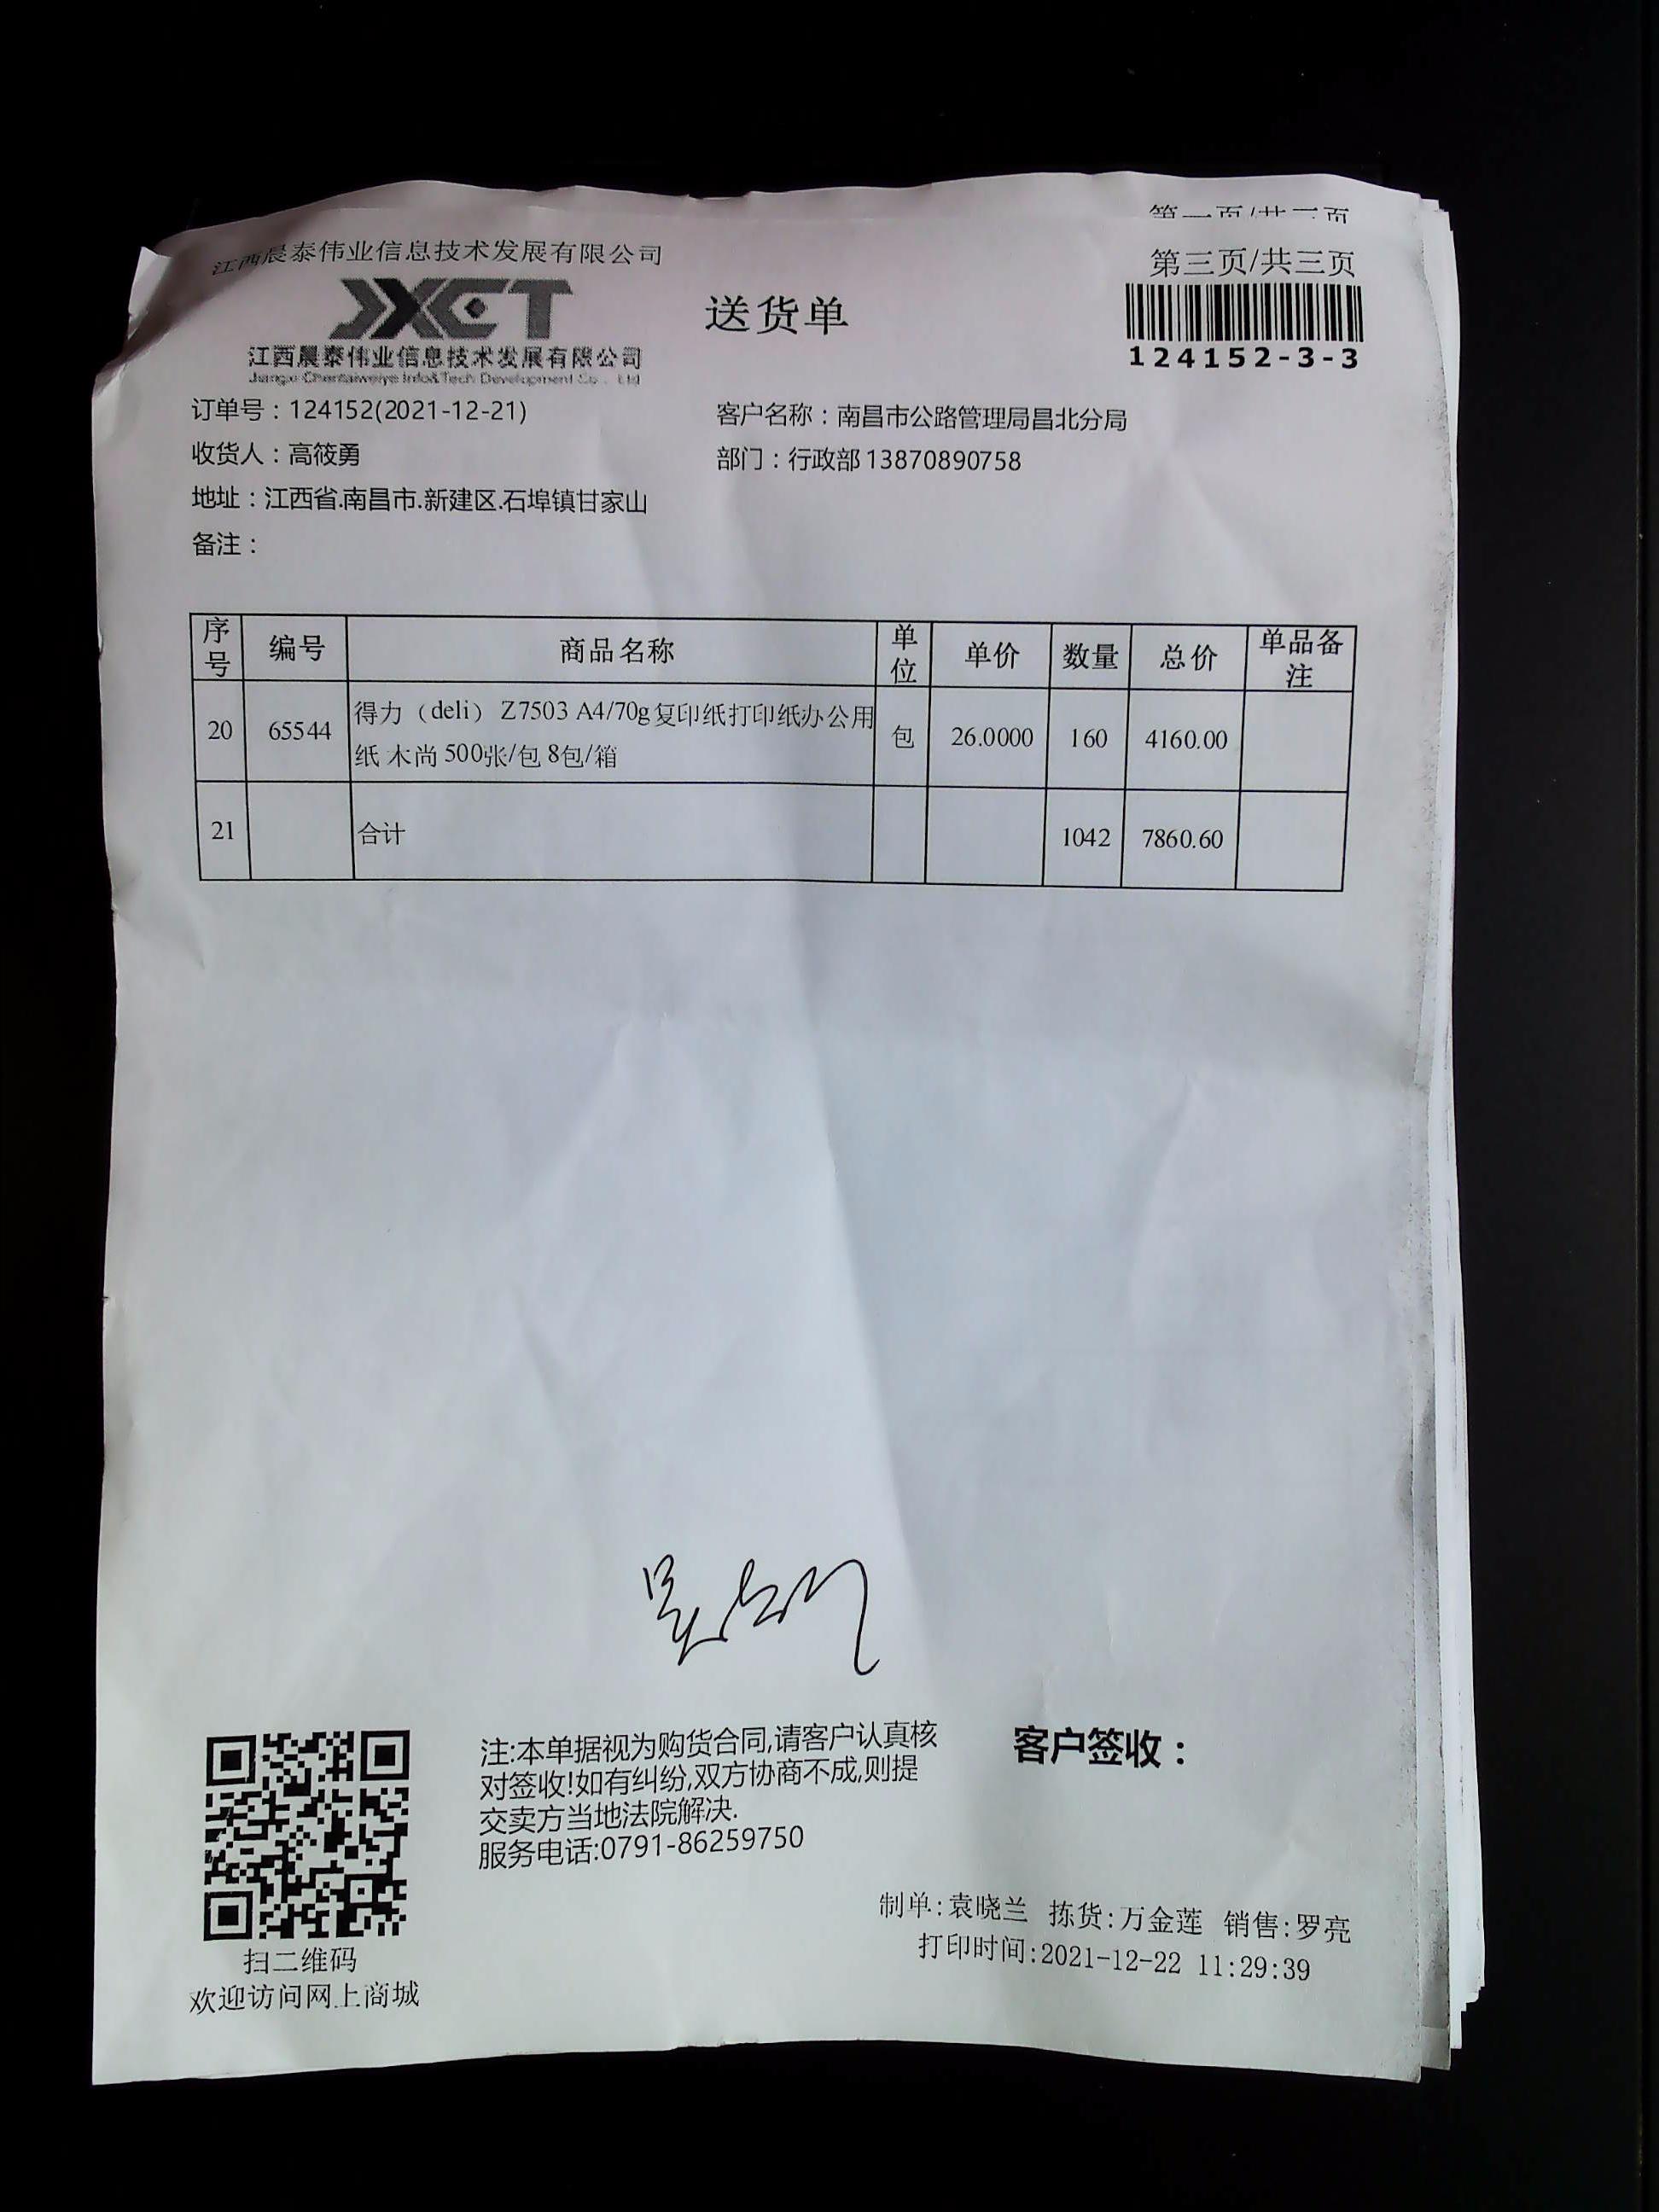 江西晨泰伟业信息技术发展有限公司
第三页/共三页
送货单
江西晨泰伟业信息技术发展有限公司
Jiangxi Chentaiweiye Info&Tech Development Co., Ltd
124152-3-3
订单号：124152(2021-12-21)
客户名称：南昌市公路管理局昌北分局
收货人：高筱勇
部门：行政部 13870890758
地址：江西省.南昌市.新建区.石埠镇甘家山
备注：
序号 编号 商品名称 单位 单价 数量 总价 单品备注
20 65544 得力（deli） Z7503 A4/70g复印纸打印纸办公用
纸 木尚 500张/包 8包/箱 包 26.0000 160 4160.00
21 合计 1042 7860.60
注:本单据视为购货合同,请客户认真核
对签收!如有纠纷,双方协商不成,则提
交卖方当地法院解决.
服务电话:0791-86259750
客户签收：
制单:袁晓兰 拣货:万金莲 销售:罗亮
打印时间:2021-12-22 11:29:39
扫二维码
欢迎访问网上商城